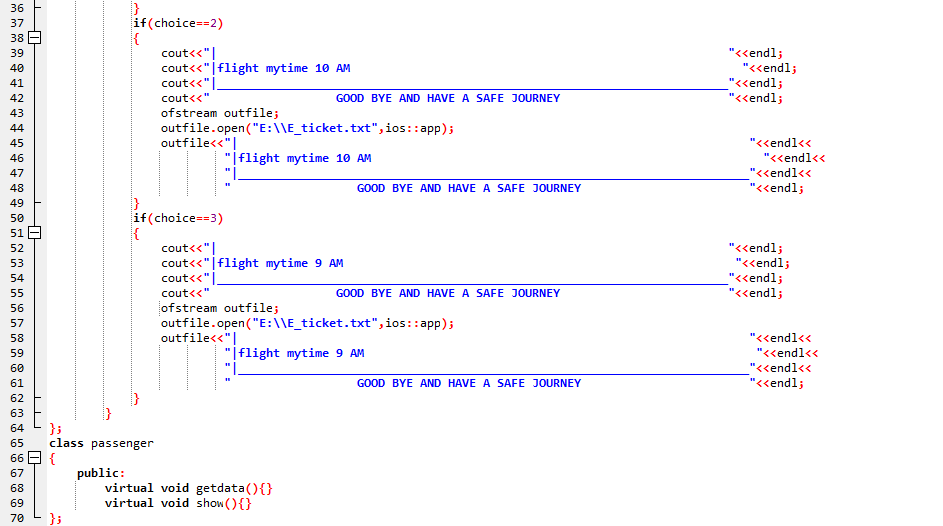 36 }
37 if(choice==2)
38 {
39 cout<<"|                                                                         "<<endl;
40 cout<<"|flight mytime 10 AM                                                        "<<endl;
41 cout<<"|_________________________________________________________________________"<<endl;
42 cout<<"                  GOOD BYE AND HAVE A SAFE JOURNEY                        "<<endl;
43 ofstream outfile;
44 outfile.open("E:\\E_ticket.txt",ios::app);
45 outfile<<"|                                                                         "<<endl<<
46 "|flight mytime 10 AM                                                        "<<endl<<
47 "|_________________________________________________________________________"<<endl<<
48 "                  GOOD BYE AND HAVE A SAFE JOURNEY                        "<<endl;
49 }
50 if(choice==3)
51 {
52 cout<<"|                                                                         "<<endl;
53 cout<<"|flight mytime 9 AM                                                        "<<endl;
54 cout<<"|_________________________________________________________________________"<<endl;
55 cout<<"                  GOOD BYE AND HAVE A SAFE JOURNEY                        "<<endl;
56 ofstream outfile;
57 outfile.open("E:\\E_ticket.txt",ios::app);
58 outfile<<"|                                                                         "<<endl<<
59 "|flight mytime 9 AM                                                        "<<endl<<
60 "|_________________________________________________________________________"<<endl<<
61 "                  GOOD BYE AND HAVE A SAFE JOURNEY                        "<<endl;
62 }
63 }
64 };
65 class passenger
66 {
67 public:
68 virtual void getdata(){}
69 virtual void show(){}
70 };